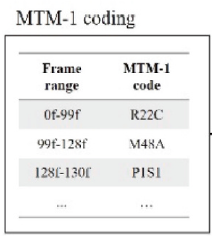 MTM-1 coding
Frame range MTM-1 code
0f-99f R22C
99f-128f M48A
128f-130f P1S1
... ...